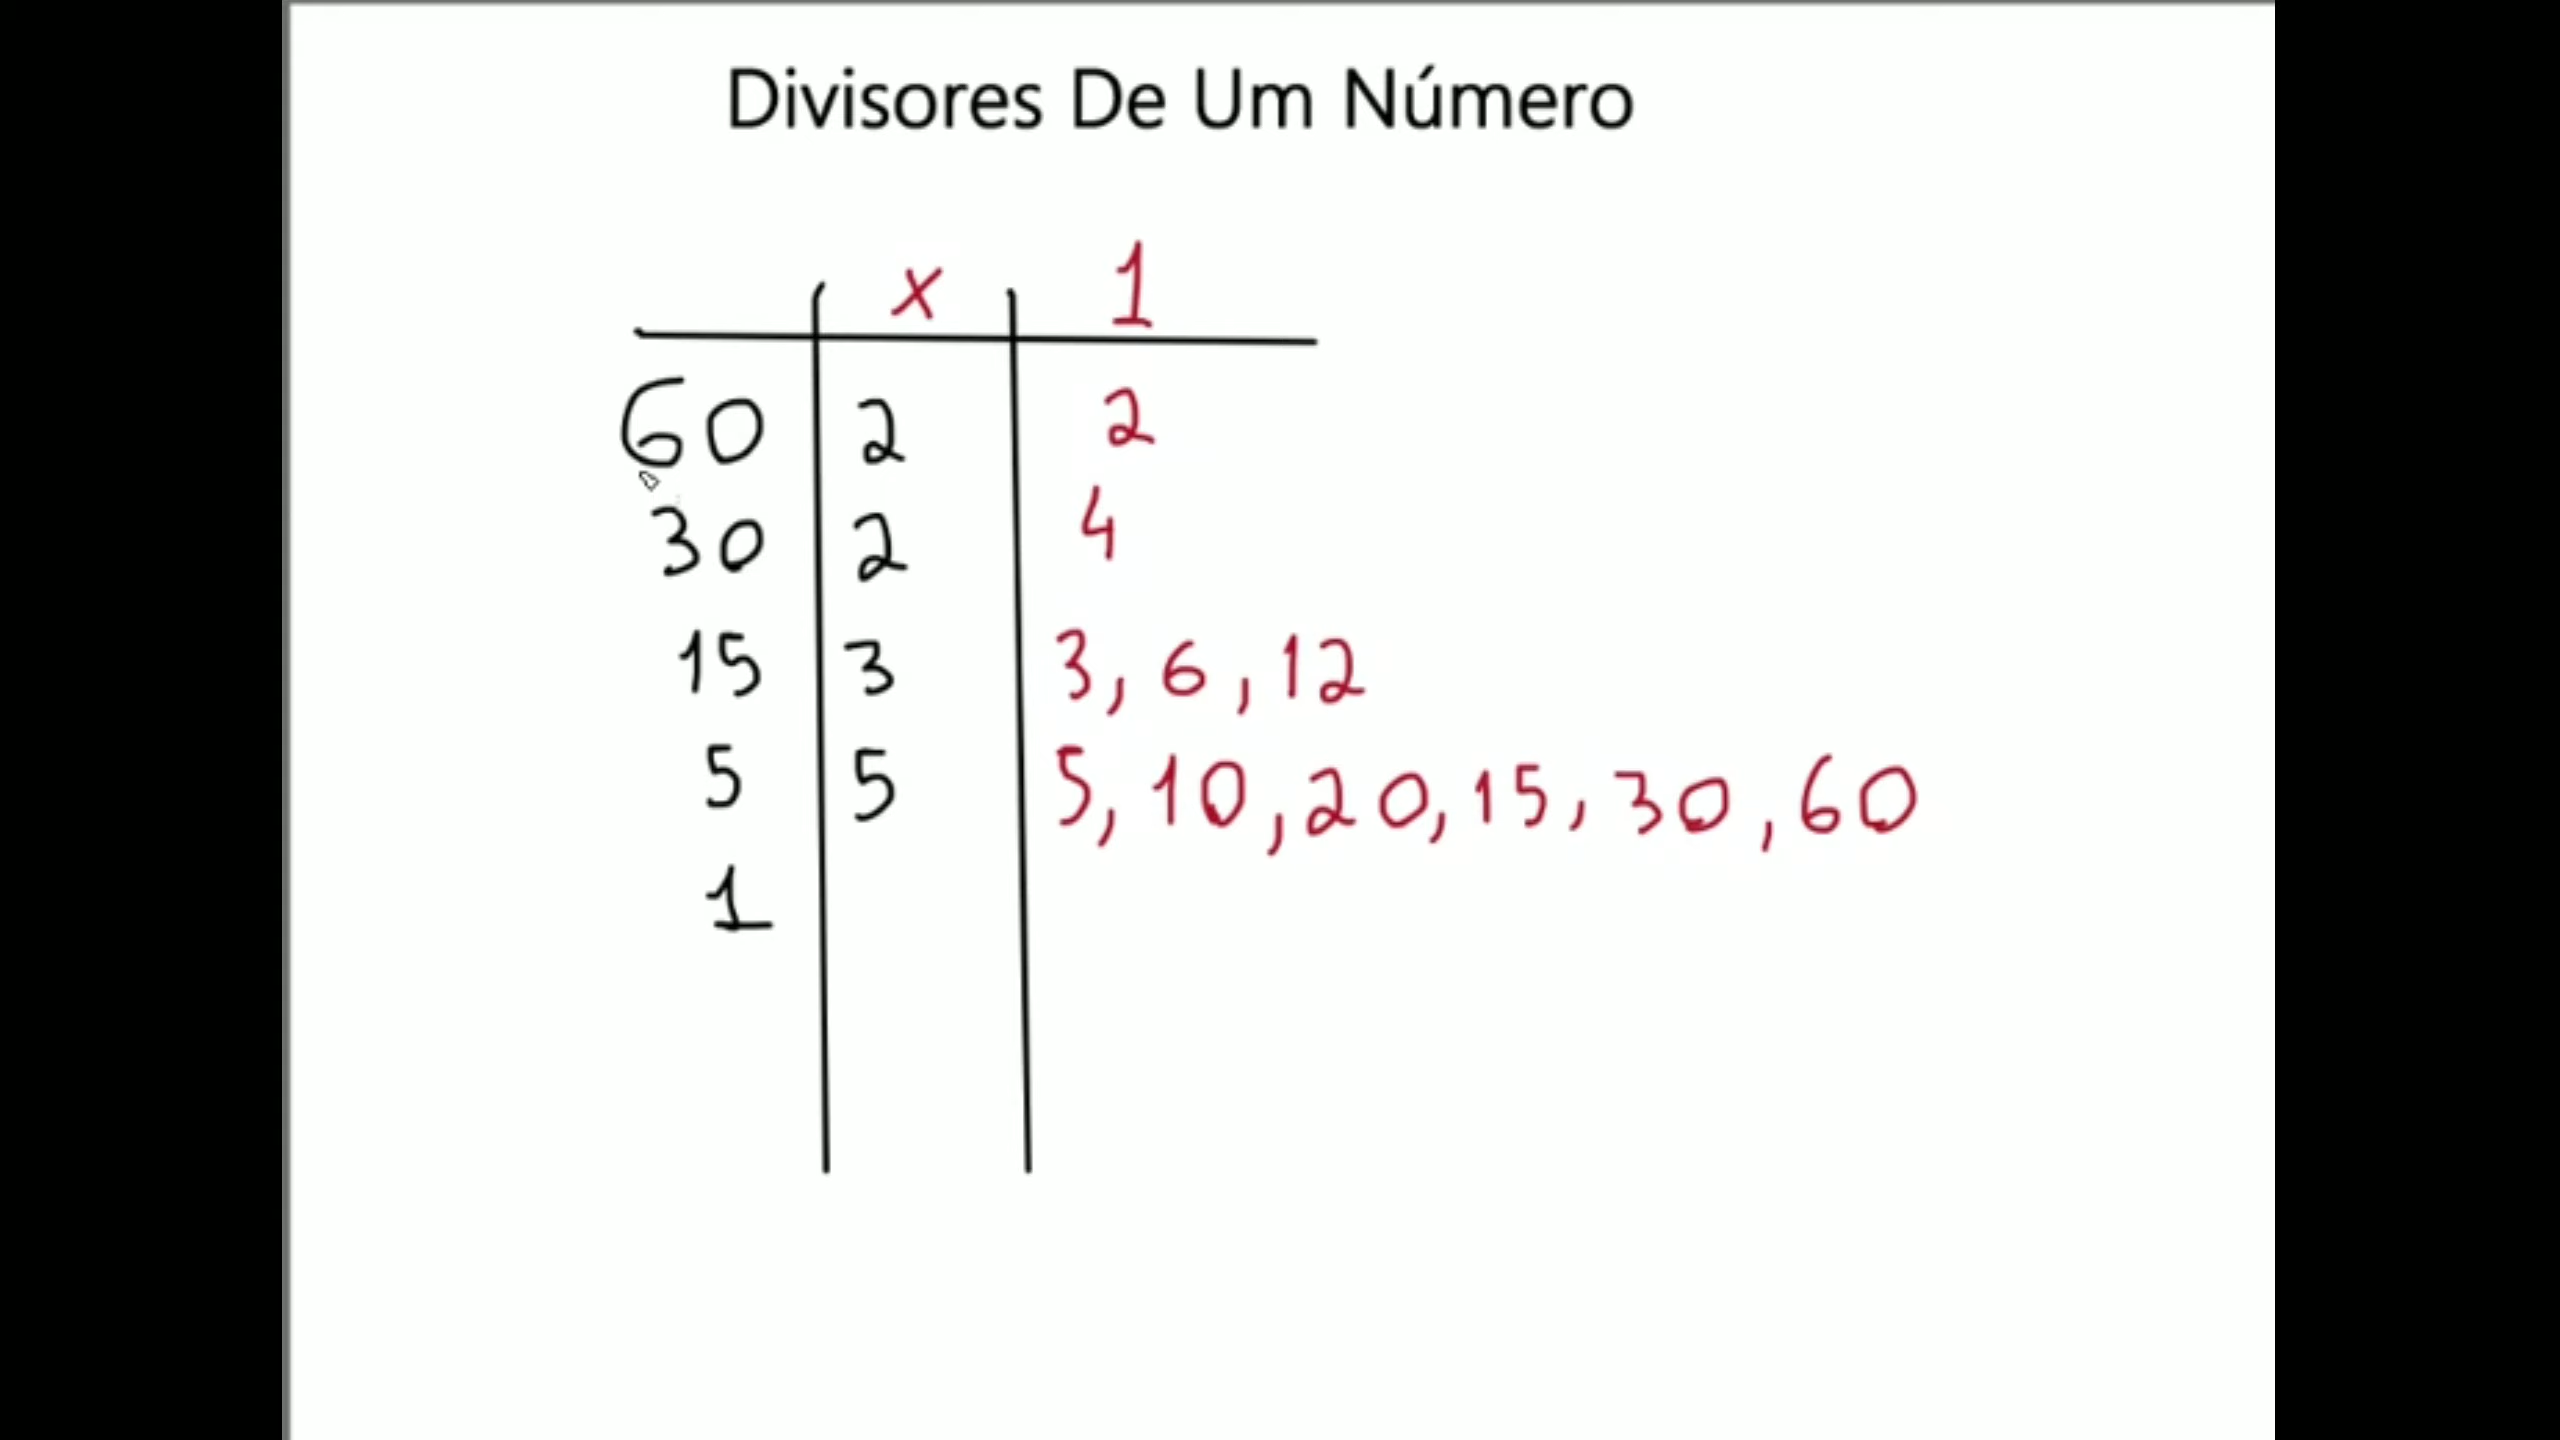 Divisores De Um Número
x 1
60 2 2
30 2 4
15 3 3, 6, 12
5 5 5, 10, 20, 15, 30, 60
1